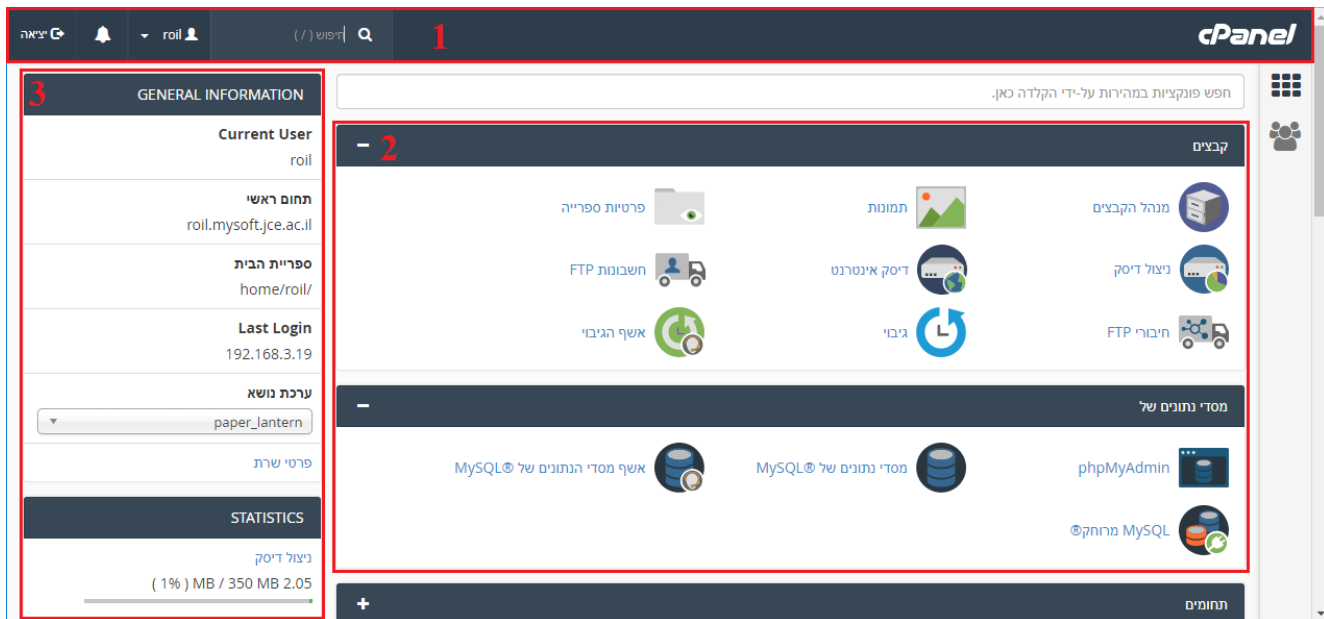 cPanel
חיפוש ( / )
roil
יציאה
1
חפש פונקציות במהירות על-ידי הקלדה כאן.
2
קבצים
מנהל הקבצים
תמונות
פרטיות ספרייה
ניצול דיסק
דיסק אינטרנט
חשבונות FTP
חיבורי FTP
גיבוי
אשף הגיבוי
מסדי נתונים של
phpMyAdmin
מסדי נתונים של MySQL®
אשף מסדי הנתונים של MySQL®
MySQL מרוחק®
תחומים
3
GENERAL INFORMATION
Current User
roil
תחום ראשי
roil.mysoft.jce.ac.il
ספריית הבית
home/roil/
Last Login
192.168.3.19
ערכת נושא
paper_lantern
פרטי שרת
STATISTICS
ניצול דיסק
( 1% ) MB / 350 MB 2.05